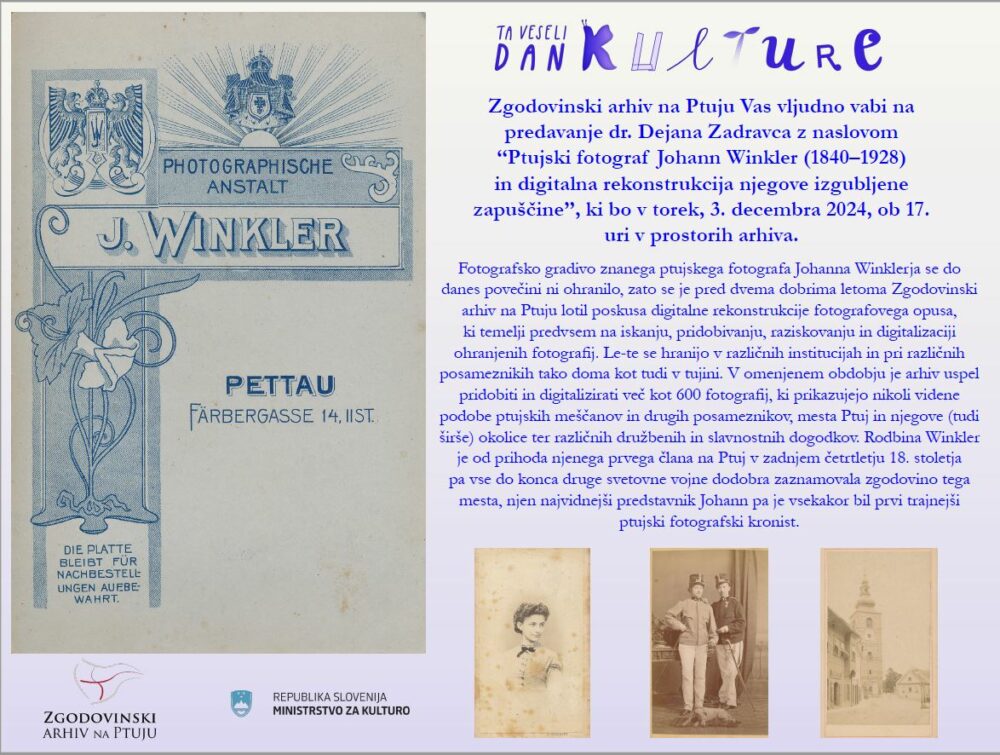 PHOTOGRAPHISCHE
ANSTALT
J. WINKLER
PETTAU
FÄRBERGASSE 14, II ST.
DIE PLATTE
BLEIBT FÜR
NACHBESTELL-
UNGEN AUFBE-
WAHRT.
TA VESELI
DAN KULTURE
Zgodovinski arhiv na Ptuju Vas vljudno vabi na
predavanje dr. Dejana Zadravca z naslovom
“Ptujski fotograf Johann Winkler (1840–1928)
in digitalna rekonstrukcija njegove izgubljene
zapuščine”, ki bo v torek, 3. decembra 2024, ob 17.
uri v prostorih arhiva.
Fotografsko gradivo znanega ptujskega fotografa Johanna Winklerja se do
danes povečini ni ohranilo, zato se je pred dvema dobrima letoma Zgodovinski
arhiv na Ptuju lotil poskusa digitalne rekonstrukcije fotografovega opusa,
ki temelji predvsem na iskanju, pridobivanju, raziskovanju in digitalizaciji
ohranjenih fotografij. Le-te se hranijo v različnih institucijah in pri različnih
posameznikih tako doma kot tudi v tujini. V omenjenem obdobju je arhiv uspel
pridobiti in digitalizirati več kot 600 fotografij, ki prikazujejo nikoli videne
podobe ptujskih meščanov in drugih posameznikov, mesta Ptuj in njegove (tudi
širše) okolice ter različnih družbenih in slavnostnih dogodkov. Rodbina Winkler
je od prihoda njenega prvega člana na Ptuj v zadnjem četrtletju 18. stoletja
pa vse do konca druge svetovne vojne dodobra zaznamovala zgodovino tega
mesta, njen najvidnejši predstavnik Johann pa je vsekakor bil prvi trajnejši
ptujski fotografski kronist.
ZGODOVINSKI
ARHIV NA PTUJU
REPUBLIKA SLOVENIJA
MINISTRSTVO ZA KULTURO